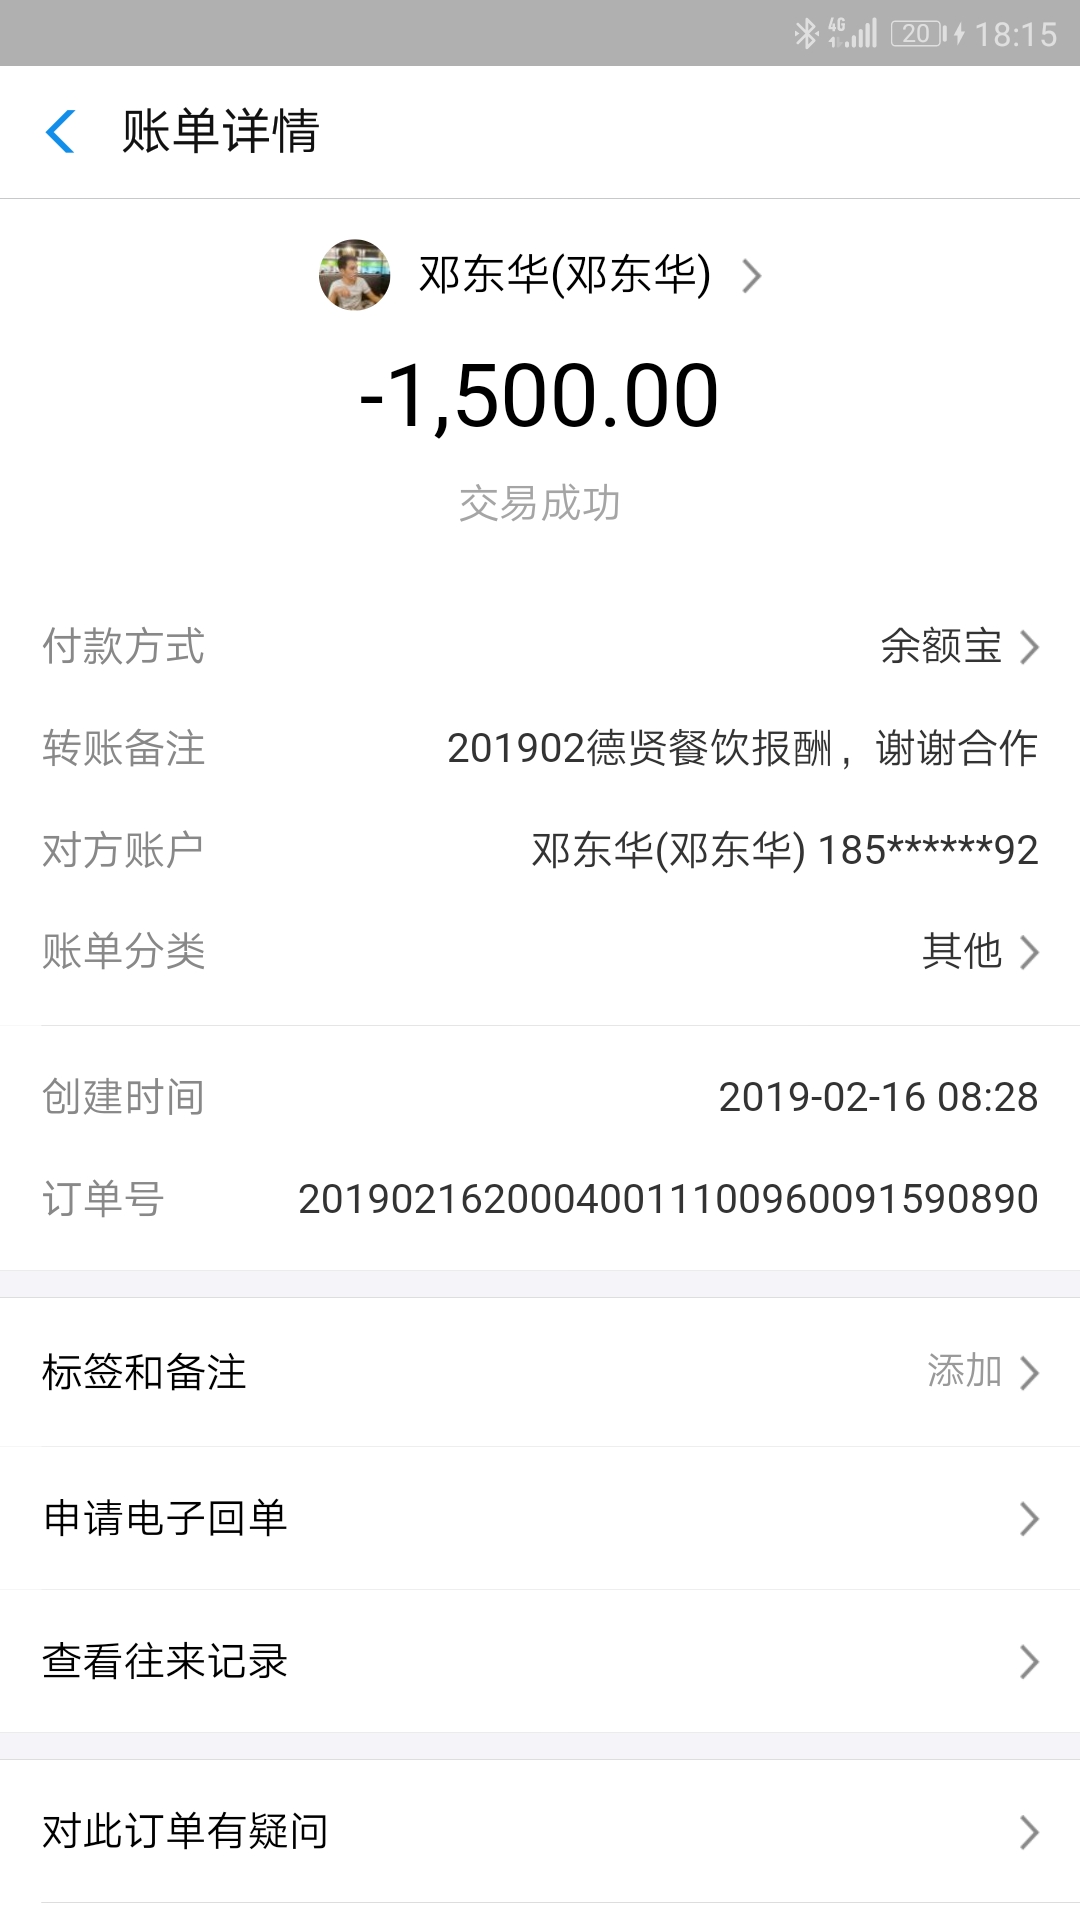 4G 20 18:15
账单详情
邓东华(邓东华)
-1,500.00
交易成功
付款方式 余额宝
转账备注 201902德贤餐饮报酬，谢谢合作
对方账户 邓东华(邓东华) 185******92
账单分类 其他
创建时间 2019-02-16 08:28
订单号 20190216200040011100960091590890
标签和备注 添加
申请电子回单
查看往来记录
对此订单有疑问